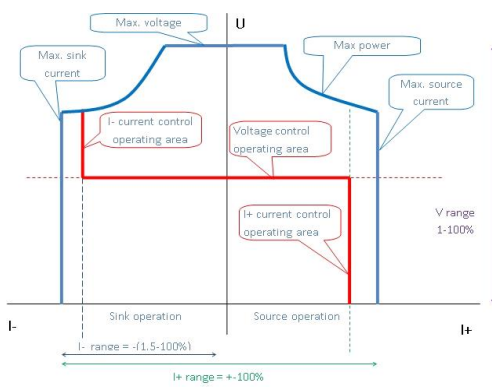 Max. voltage
U
Max. sink
current
Max power
Max. source
current
I- current control
operating area
Voltage control
operating area
I+ current control
operating area
V range
1-100%
Sink operation
Source operation
I-
I+
I- range = -(1.5-100%)
I+ range = +-100%